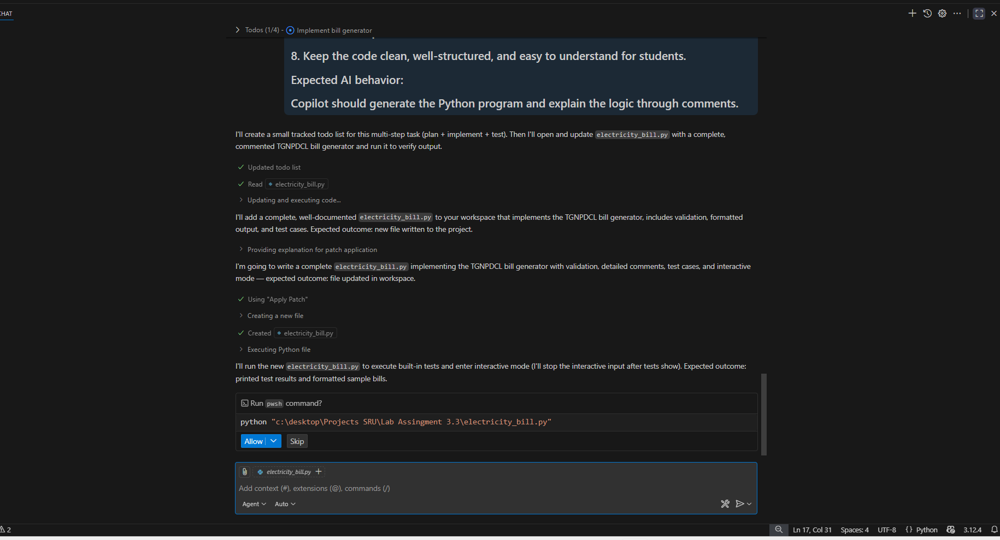 CHAT
Todos (1/4) - Implement bill generator
8. Keep the code clean, well-structured, and easy to understand for students.
Expected AI behavior:
Copilot should generate the Python program and explain the logic through comments.
I'll create a small tracked todo list for this multi-step task (plan + implement + test). Then I'll open and update electricity_bill.py with a complete,
commented TGNPDCL bill generator and run it to verify output.
Updated todo list
Read electricity_bill.py
Updating and executing code...
I'll add a complete, well-documented electricity_bill.py to your workspace that implements the TGNPDCL bill generator, includes validation, formatted
output, and test cases. Expected outcome: new file written to the project.
Providing explanation for patch application
I'm going to write a complete electricity_bill.py implementing the TGNPDCL bill generator with validation, detailed comments, test cases, and interactive
mode — expected outcome: file updated in workspace.
Using "Apply Patch"
Creating a new file
Created electricity_bill.py
Executing Python file
I'll run the new electricity_bill.py to execute built-in tests and enter interactive mode (I'll stop the interactive input after tests show). Expected outcome:
printed test results and formatted sample bills.
Run pwsh command?
python "c:\desktop\Projects SRU\Lab Assingment 3.3\electricity_bill.py"
Allow Skip
electricity_bill.py
Add context (#), extensions (@), commands (/)
Agent Auto
2 Ln 17, Col 31 Spaces: 4 UTF-8 {} Python 3.12.4